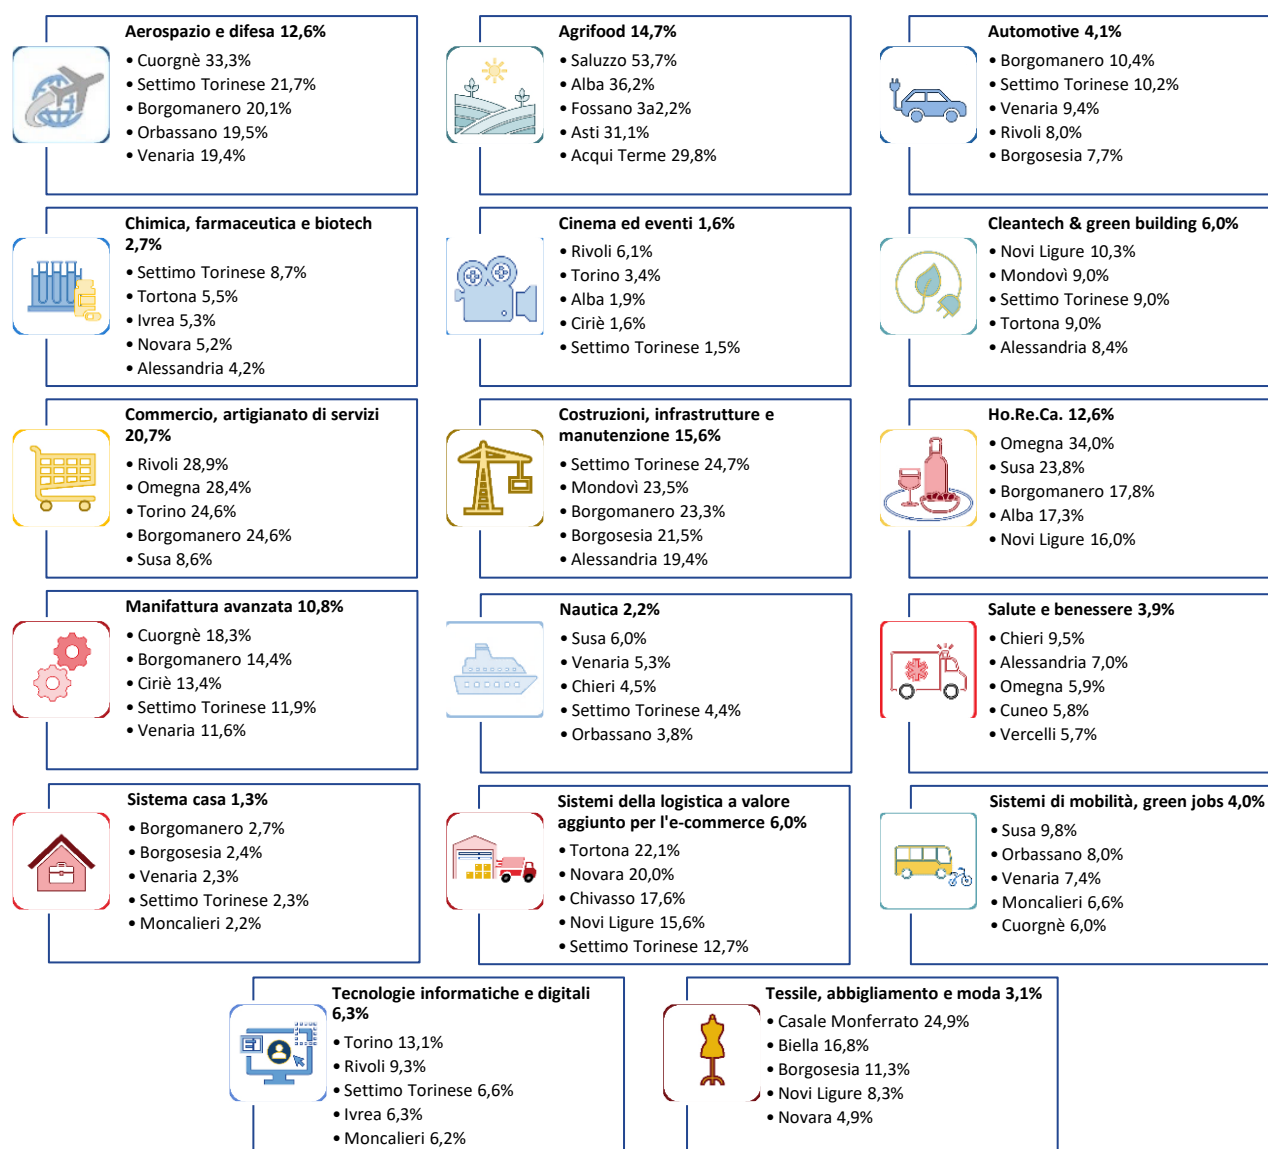 Aerospazio e difesa 12,6%
• Cuorgnè 33,3%
• Settimo Torinese 21,7%
• Borgomanero 20,1%
• Orbassano 19,5%
• Venaria 19,4%
Agrifood 14,7%
• Saluzzo 53,7%
• Alba 36,2%
• Fossano 3a2,2%
• Asti 31,1%
• Acqui Terme 29,8%
Automotive 4,1%
• Borgomanero 10,4%
• Settimo Torinese 10,2%
• Venaria 9,4%
• Rivoli 8,0%
• Borgosesia 7,7%
Chimica, farmaceutica e biotech
2,7%
• Settimo Torinese 8,7%
• Tortona 5,5%
• Ivrea 5,3%
• Novara 5,2%
• Alessandria 4,2%
Cinema ed eventi 1,6%
• Rivoli 6,1%
• Torino 3,4%
• Alba 1,9%
• Ciriè 1,6%
• Settimo Torinese 1,5%
Cleantech & green building 6,0%
• Novi Ligure 10,3%
• Mondovì 9,0%
• Settimo Torinese 9,0%
• Tortona 9,0%
• Alessandria 8,4%
Commercio, artigianato di servizi
20,7%
• Rivoli 28,9%
• Omegna 28,4%
• Torino 24,6%
• Borgomanero 24,6%
• Susa 8,6%
Costruzioni, infrastrutture e
manutenzione 15,6%
• Settimo Torinese 24,7%
• Mondovì 23,5%
• Borgomanero 23,3%
• Borgosesia 21,5%
• Alessandria 19,4%
Ho.Re.Ca. 12,6%
• Omegna 34,0%
• Susa 23,8%
• Borgomanero 17,8%
• Alba 17,3%
• Novi Ligure 16,0%
Manifattura avanzata 10,8%
• Cuorgnè 18,3%
• Borgomanero 14,4%
• Ciriè 13,4%
• Settimo Torinese 11,9%
• Venaria 11,6%
Nautica 2,2%
• Susa 6,0%
• Venaria 5,3%
• Chieri 4,5%
• Settimo Torinese 4,4%
• Orbassano 3,8%
Salute e benessere 3,9%
• Chieri 9,5%
• Alessandria 7,0%
• Omegna 5,9%
• Cuneo 5,8%
• Vercelli 5,7%
Sistema casa 1,3%
• Borgomanero 2,7%
• Borgosesia 2,4%
• Venaria 2,3%
• Settimo Torinese 2,3%
• Moncalieri 2,2%
Sistemi della logistica a valore
aggiunto per l'e-commerce 6,0%
• Tortona 22,1%
• Novara 20,0%
• Chivasso 17,6%
• Novi Ligure 15,6%
• Settimo Torinese 12,7%
Sistemi di mobilità, green jobs 4,0%
• Susa 9,8%
• Orbassano 8,0%
• Venaria 7,4%
• Moncalieri 6,6%
• Cuorgnè 6,0%
Tecnologie informatiche e digitali
6,3%
• Torino 13,1%
• Rivoli 9,3%
• Settimo Torinese 6,6%
• Ivrea 6,3%
• Moncalieri 6,2%
Tessile, abbigliamento e moda 3,1%
• Casale Monferrato 24,9%
• Biella 16,8%
• Borgosesia 11,3%
• Novi Ligure 8,3%
• Novara 4,9%